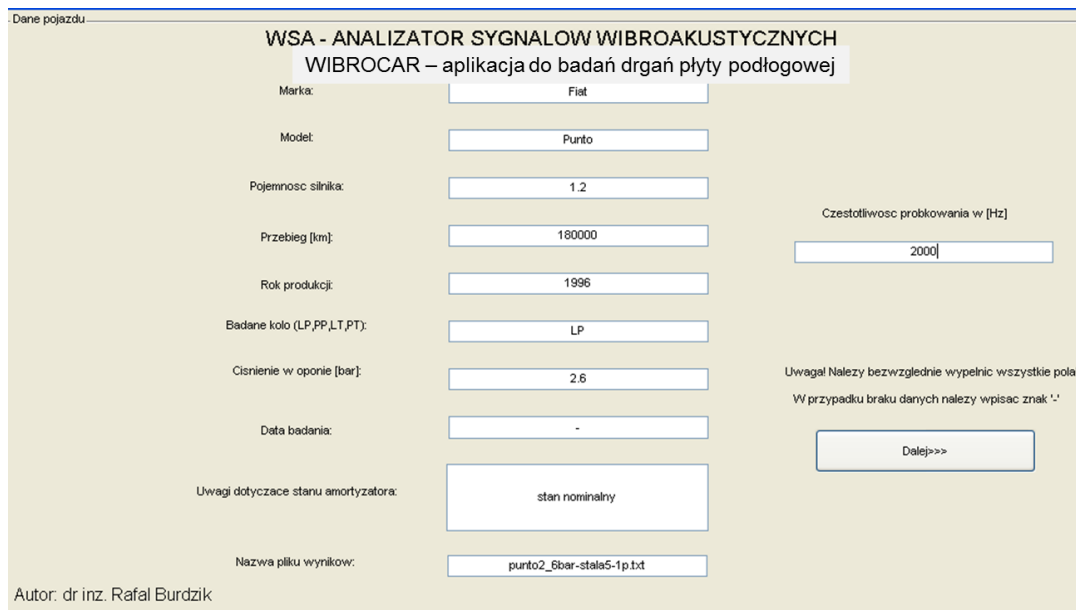 Dane pojazdu
WSA - ANALIZATOR SYGNALOW WIBROAKUSTYCZNYCH
WIBROCAR – aplikacja do badań drgań płyty podłogowej
Marka: Fiat
Model: Punto
Pojemnosc silnika: 1.2
Czestotliwosc probkowania w [Hz]
Przebieg [km]: 180000
2000
Rok produkcji: 1996
Badane kolo (LP,PP,LT,PT): LP
Cisnienie w oponie [bar]: 2.6
Uwaga! Nalezy bezwzglednie wypelnic wszystkie pola
W przypadku braku danych nalezy wpisac znak '-'
Data badania: -
Dalej>>>
Uwagi dotyczace stanu amortyzatora: stan nominalny
Nazwa pliku wynikow: punto2_6bar-stala5-1p.txt
Autor: dr inz. Rafal Burdzik